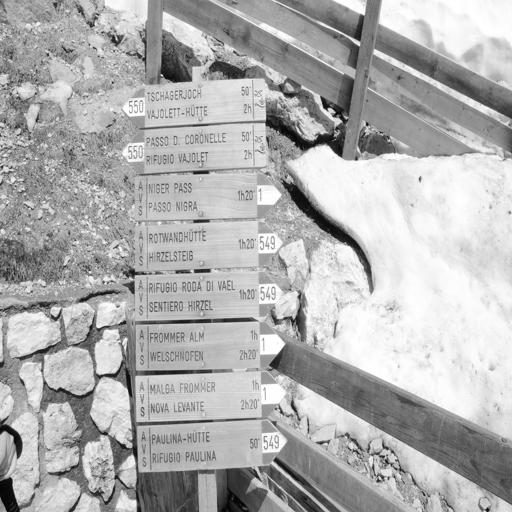 550 TSCHAGERJOCH 50'
VAJOLETT-HÜTTE 2h
550 PASSO D. CORONELLE 50'
RIFUGIO VAJOLET 2h
AVS NIGER PASS 1h20' 1
PASSO NIGRA
AVS ROTWANDHÜTTE 1h20' 549
HIRZELSTEIG
AVS RIFUGIO RODA DI VAEL 1h20' 549
SENTIERO HIRZEL
AVS FROMMER ALM 1h 1
WELSCHNOFEN 2h20'
AVS MALGA FROMMER 1h 1
NOVA LEVANTE 2h20'
AVS PAULINA-HÜTTE 50' 549
RIFUGIO PAULINA